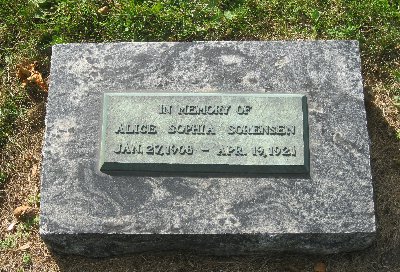 IN MEMORY OF
ALICE SOPHIA SORENSEN
JAN. 27, 1908 - APR. 19, 1921